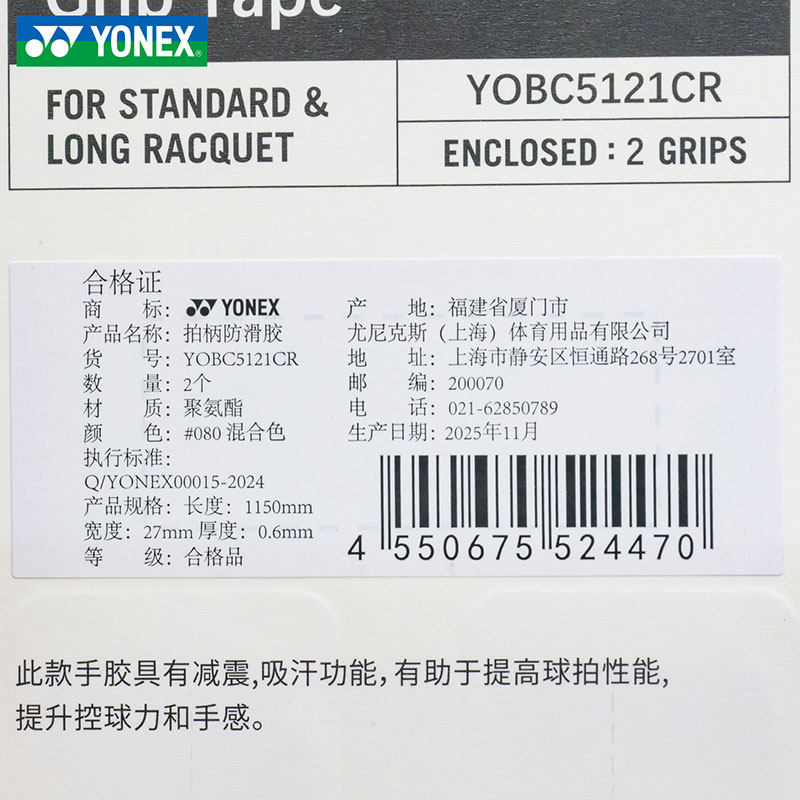 Grip Tape
YONEX
FOR STANDARD &
LONG RACQUET
YOBC5121CR
ENCLOSED : 2 GRIPS
合格证
商 标： YONEX
产品名称：拍柄防滑胶
货 号：YOBC5121CR
数 量：2个
材 质：聚氨酯
颜 色：#080 混合色
执行标准：
Q/YONEX00015-2024
产品规格：长度：1150mm
宽度：27mm 厚度：0.6mm
等 级：合格品
产 地：福建省厦门市
尤尼克斯（上海）体育用品有限公司
地 址：上海市静安区恒通路268号2701室
邮 编：200070
电 话：021-62850789
生产日期：2025年11月
4 550675 524470
此款手胶具有减震,吸汗功能，有助于提高球拍性能,
提升控球力和手感。